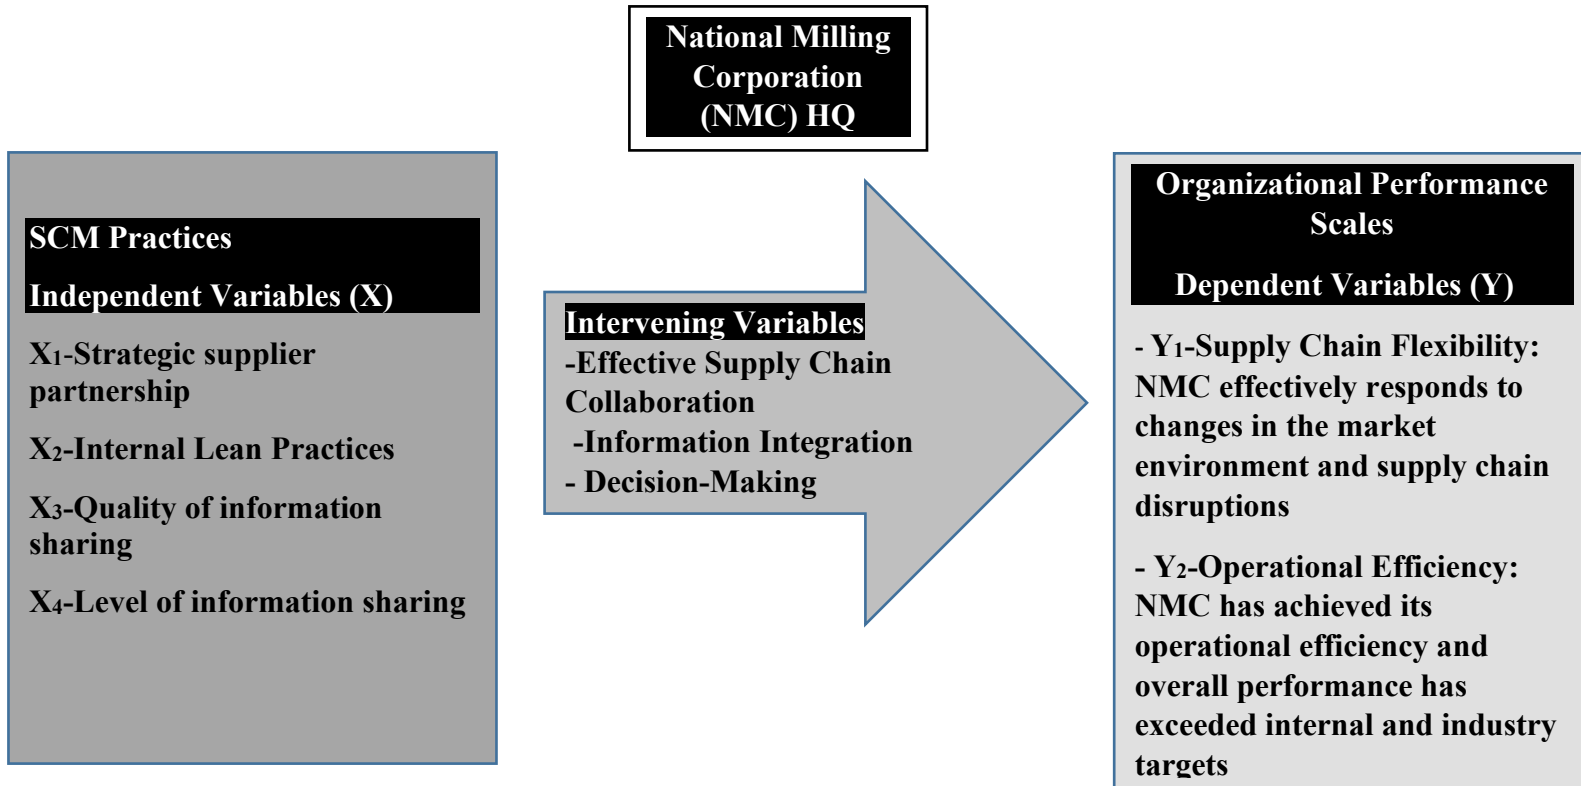 National Milling
Corporation
(NMC) HQ
SCM Practices
Independent Variables (X)
X₁-Strategic supplier
partnership
X₂-Internal Lean Practices
X₃-Quality of information
sharing
X₄-Level of information sharing
Intervening Variables
-Effective Supply Chain
Collaboration
-Information Integration
- Decision-Making
Organizational Performance
Scales
Dependent Variables (Y)
- Y₁-Supply Chain Flexibility:
NMC effectively responds to
changes in the market
environment and supply chain
disruptions
- Y₂-Operational Efficiency:
NMC has achieved its
operational efficiency and
overall performance has
exceeded internal and industry
targets